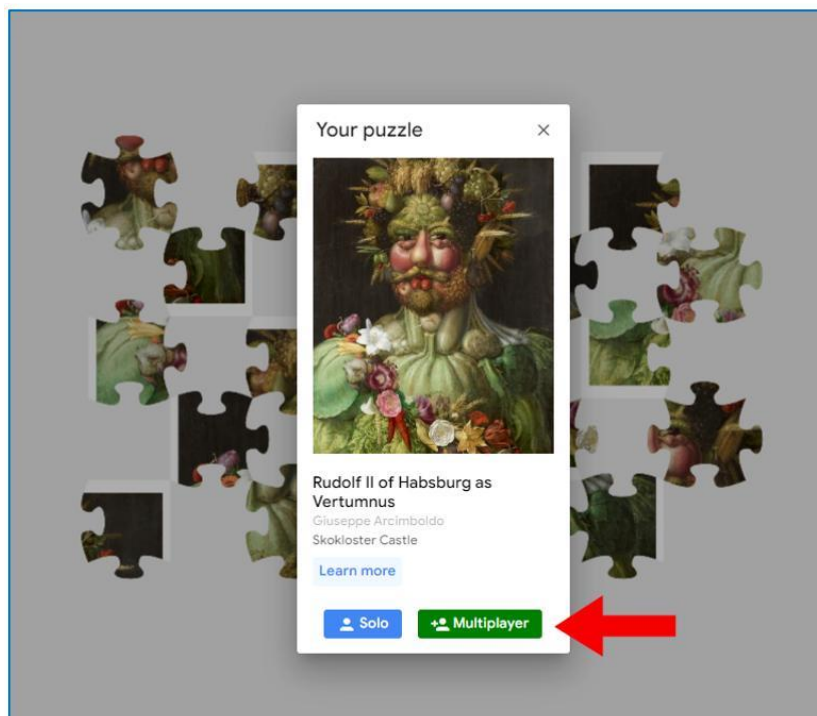 Your puzzle
Rudolf II of Habsburg as
Vertumnus
Giuseppe Arcimboldo
Skokloster Castle
Learn more
Solo
Multiplayer